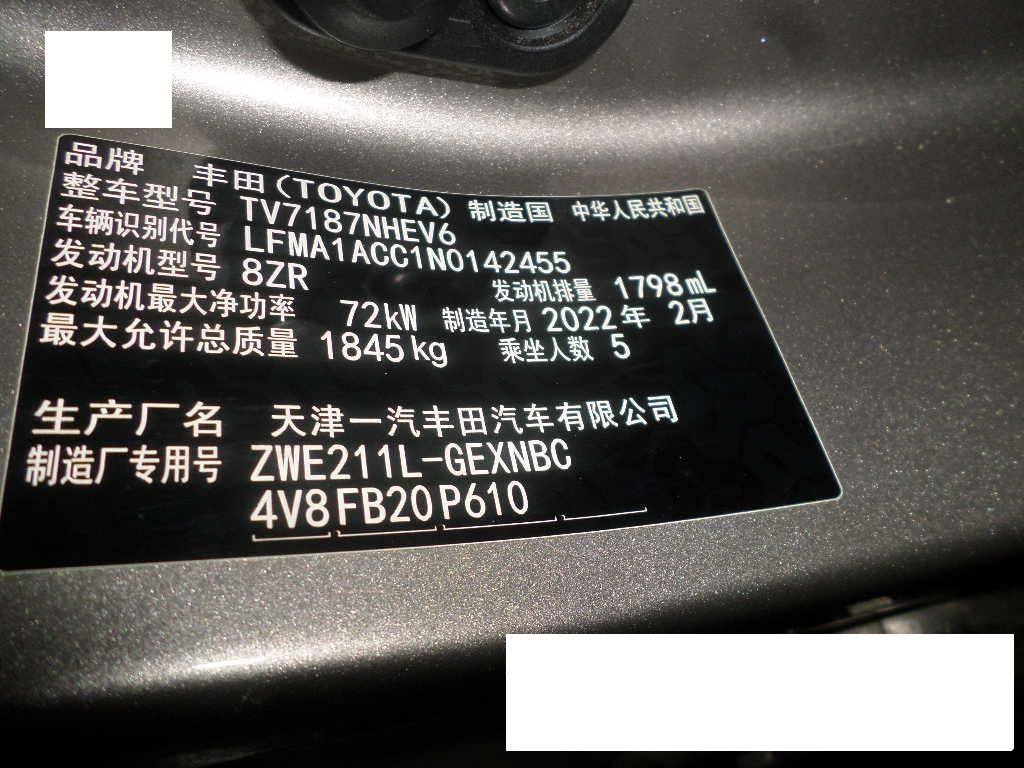 品牌 丰田(TOYOTA) 制造国 中华人民共和国
整车型号 TV7187NHEV6
车辆识别代号 LFMA1ACC1N0142455
发动机型号 8ZR 发动机排量 1798mL
发动机最大净功率 72kW 制造年月 2022年 2月
最大允许总质量 1845kg 乘坐人数 5
生产厂名 天津一汽丰田汽车有限公司
制造厂专用号 ZWE211L-GEXNBC
4V8 FB20 P610